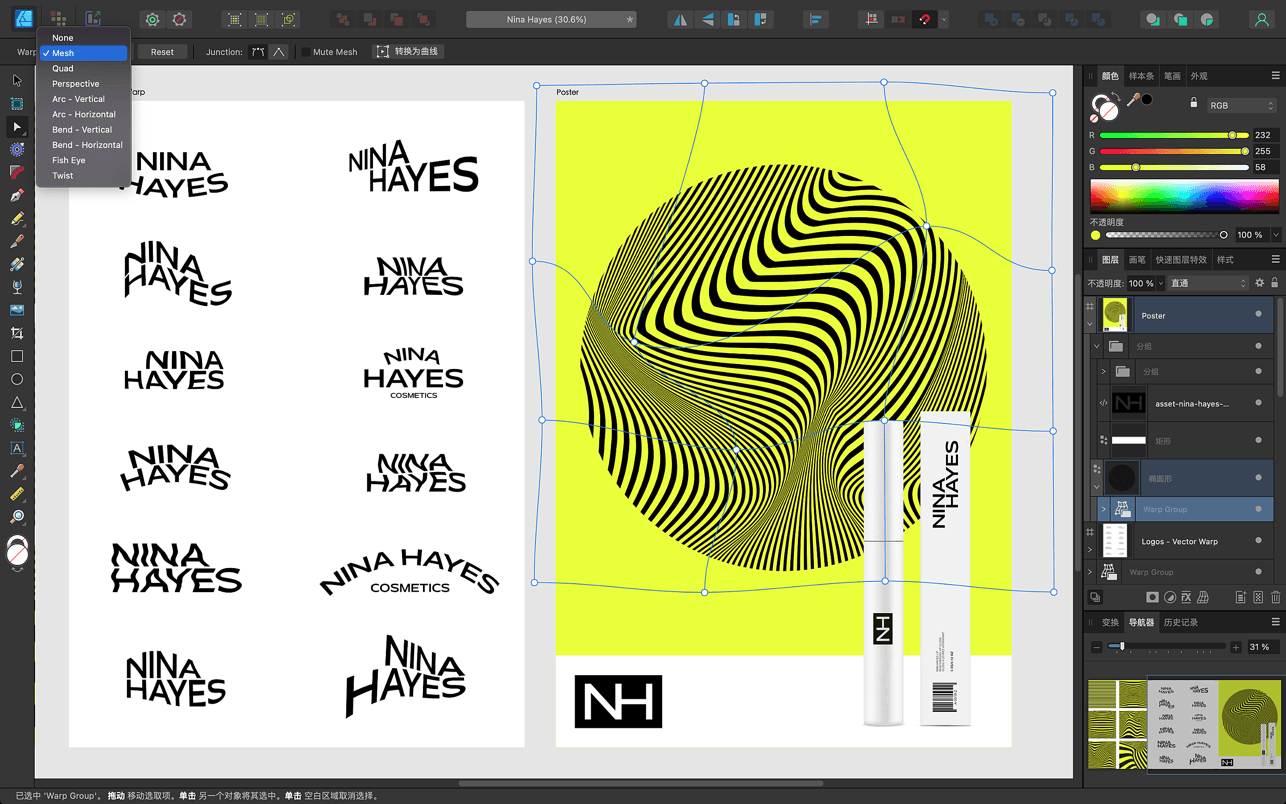 Nina Hayes (30.6%)
Warp
Reset
Junction:
Mute Mesh
转换为曲线
None
Mesh
Quad
Perspective
Arc - Vertical
Arc - Horizontal
Bend - Vertical
Bend - Horizontal
Fish Eye
Twist
Poster
NINA
HAYES
NINA
HAYES
NINA
HAYES
NINA
HAYES
NINA
HAYES
NINA
HAYES
COSMETICS
NINA
HAYES
NINA
HAYES
NINA
HAYES
NINA HAYES
COSMETICS
NINA
HAYES
NINA
HAYES
NH
NH
NINA
HAYES
颜色
样本条
笔画
外观
RGB
R
232
G
255
B
58
不透明度
100 %
图层
画笔
快速图层特效
样式
不透明度:
100 %
直通
Poster
分组
分组
asset-nina-hayes-...
矩形
椭圆形
Warp Group
Logos - Vector Warp
Warp Group
变换
导航器
历史记录
31 %
已选中 'Warp Group'。 拖动 移动选取项。 单击 另一个对象将其选中。 单击 空白区域取消选择。